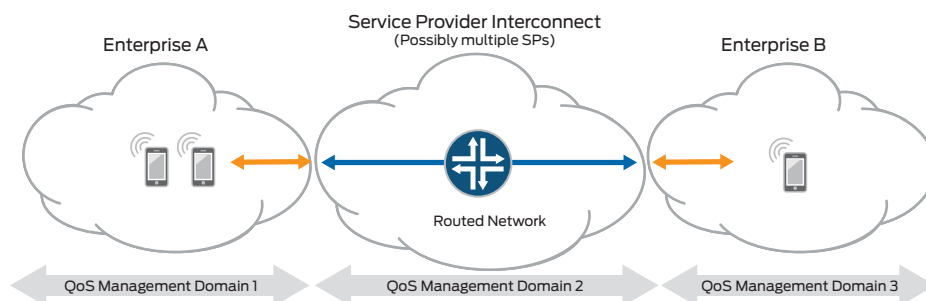 Service Provider Interconnect
(Possibly multiple SPs)
Enterprise A
Enterprise B
Routed Network
QoS Management Domain 1
QoS Management Domain 2
QoS Management Domain 3